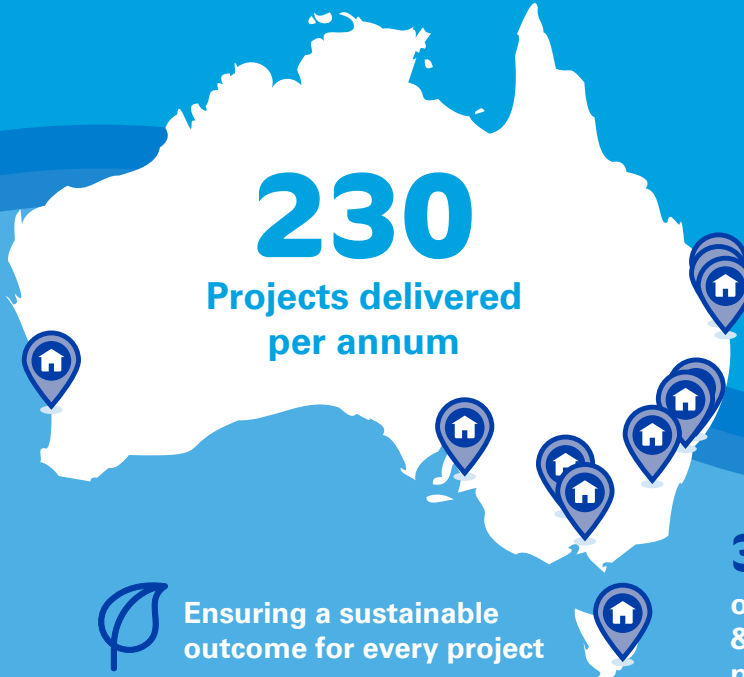 230
Projects delivered
per annum
Ensuring a sustainable
outcome for every project
&